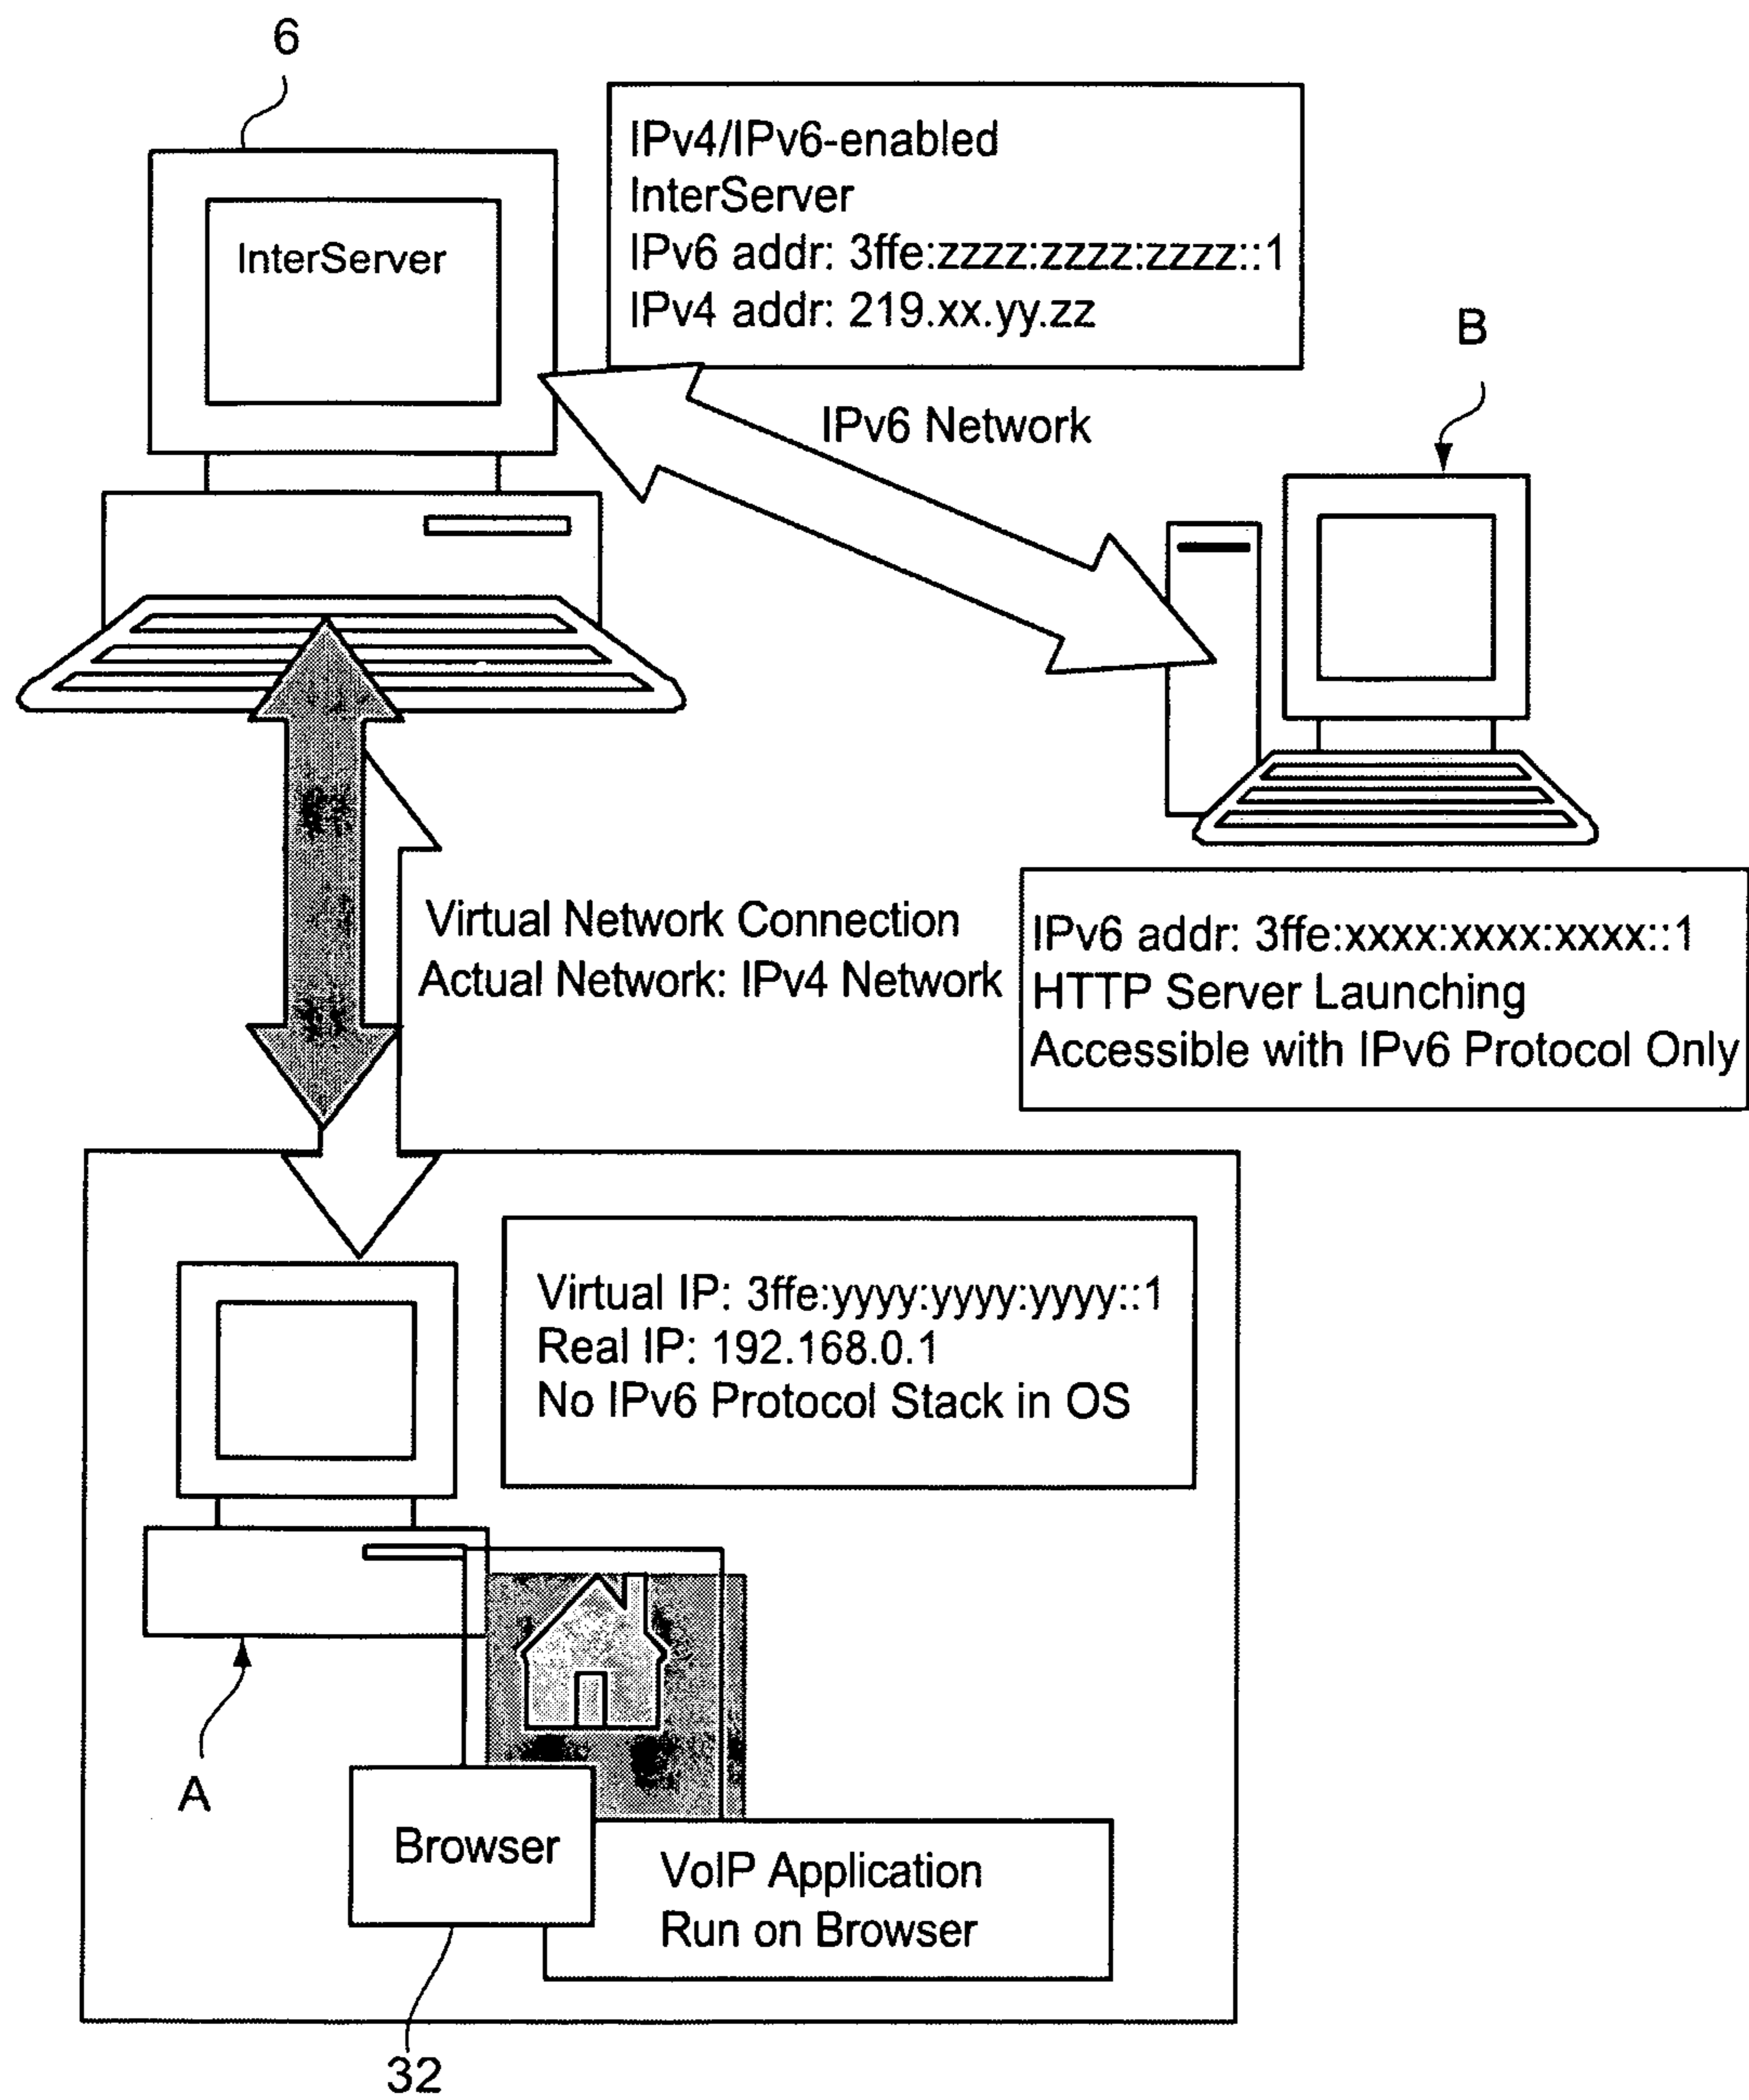 6
IPv4/IPv6-enabled
InterServer
IPv6 addr: 3ffe:zzzz:zzzz:zzzz::1
IPv4 addr: 219.xx.yy.zz
InterServer
B
IPv6 Network
Virtual Network Connection
Actual Network: IPv4 Network
IPv6 addr: 3ffe:xxxx:xxxx:xxxx::1
HTTP Server Launching
Accessible with IPv6 Protocol Only
Virtual IP: 3ffe:yyyy:yyyy:yyyy::1
Real IP: 192.168.0.1
No IPv6 Protocol Stack in OS
A
Browser
VoIP Application
Run on Browser
32